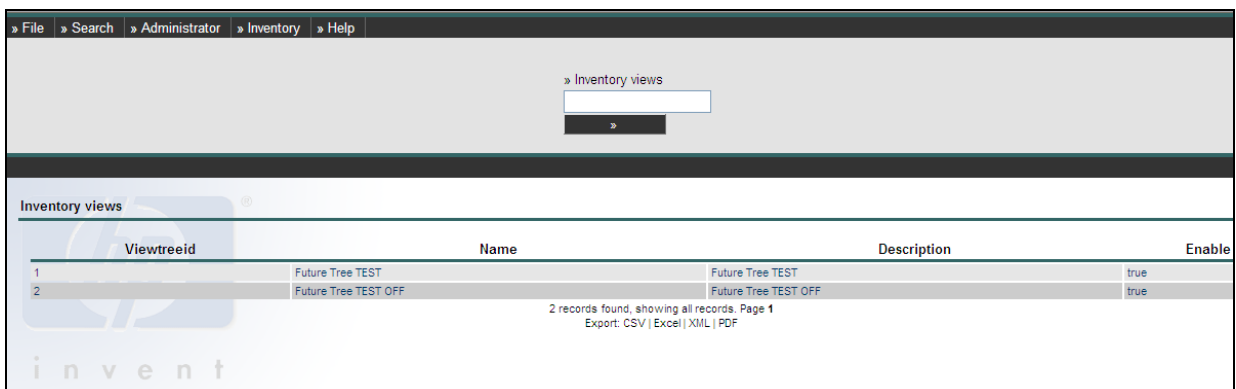 » File » Search » Administrator » Inventory » Help
» Inventory views
»
Inventory views
®
hp
Viewtreeid Name Description Enable
1 Future Tree TEST Future Tree TEST true
2 Future Tree TEST OFF Future Tree TEST OFF true
2 records found, showing all records. Page 1
Export: CSV | Excel | XML | PDF
invent